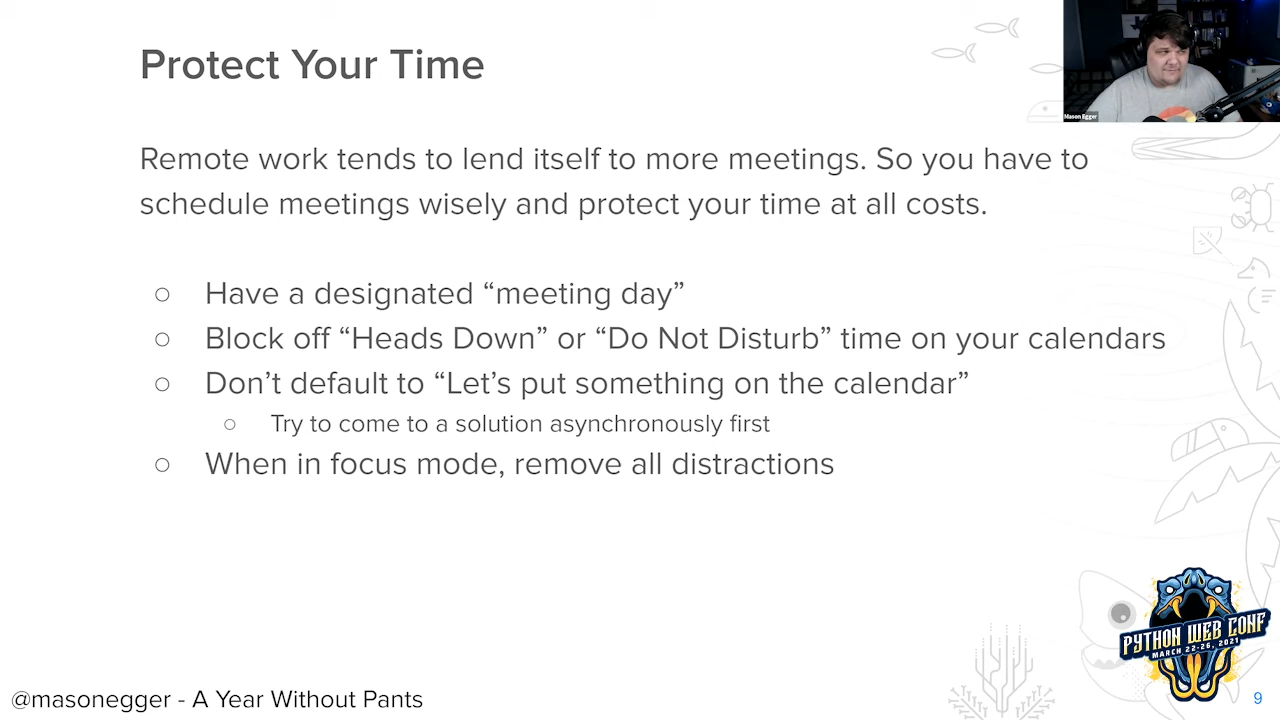 Protect Your Time
Mason Egger
Remote work tends to lend itself to more meetings. So you have to
schedule meetings wisely and protect your time at all costs.
○ Have a designated “meeting day”
○ Block off “Heads Down” or “Do Not Disturb” time on your calendars
○ Don’t default to “Let’s put something on the calendar”
○ Try to come to a solution asynchronously first
○ When in focus mode, remove all distractions
PYTHON WEB CONF
MARCH 22-26, 2021
@masonegger - A Year Without Pants
9